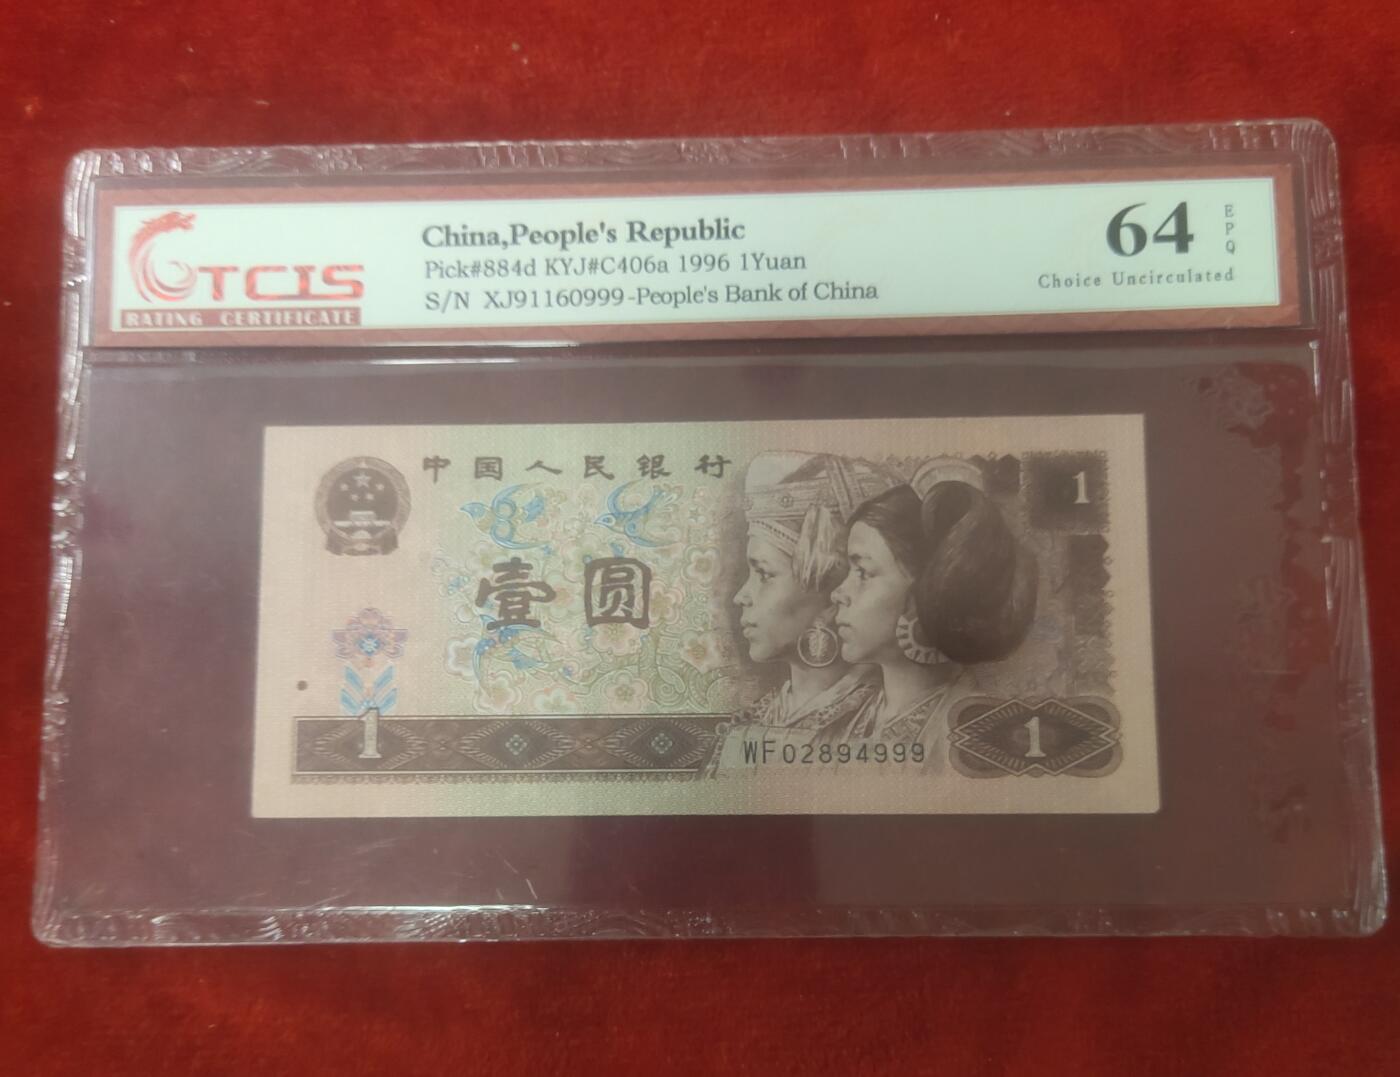 TCIS
RATING CERTIFICATE
China,People's Republic
Pick#884d KYJ#C406a 1996 1Yuan
S/N XJ91160999-People's Bank of China
64
EPQ
Choice Uncirculated
中国人民银行
1
壹圆
1
WF02894999
1